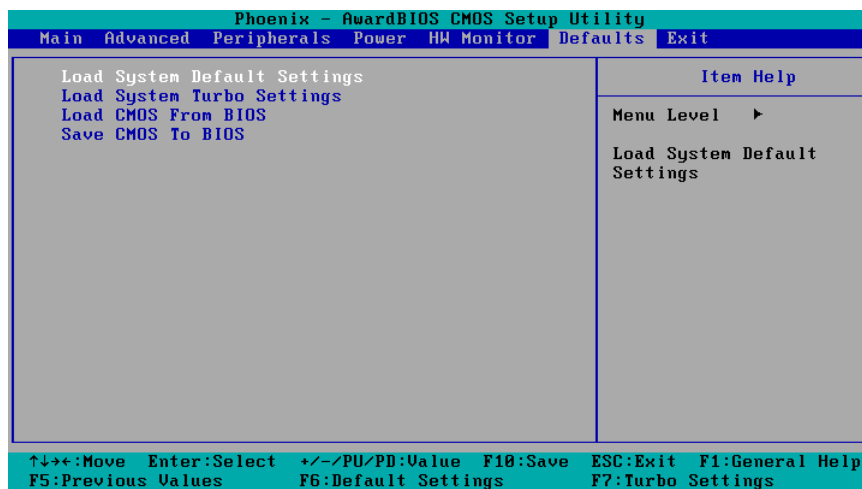 Phoenix - AwardBIOS CMOS Setup Utility
Main Advanced Peripherals Power HW Monitor Defaults Exit
Load System Default Settings
Load System Turbo Settings
Load CMOS From BIOS
Save CMOS To BIOS
Item Help
Menu Level ►
Load System Default
Settings
↑↓→←:Move Enter:Select +/-/PU/PD:Value F10:Save ESC:Exit F1:General Help
F5:Previous Values F6:Default Settings F7:Turbo Settings